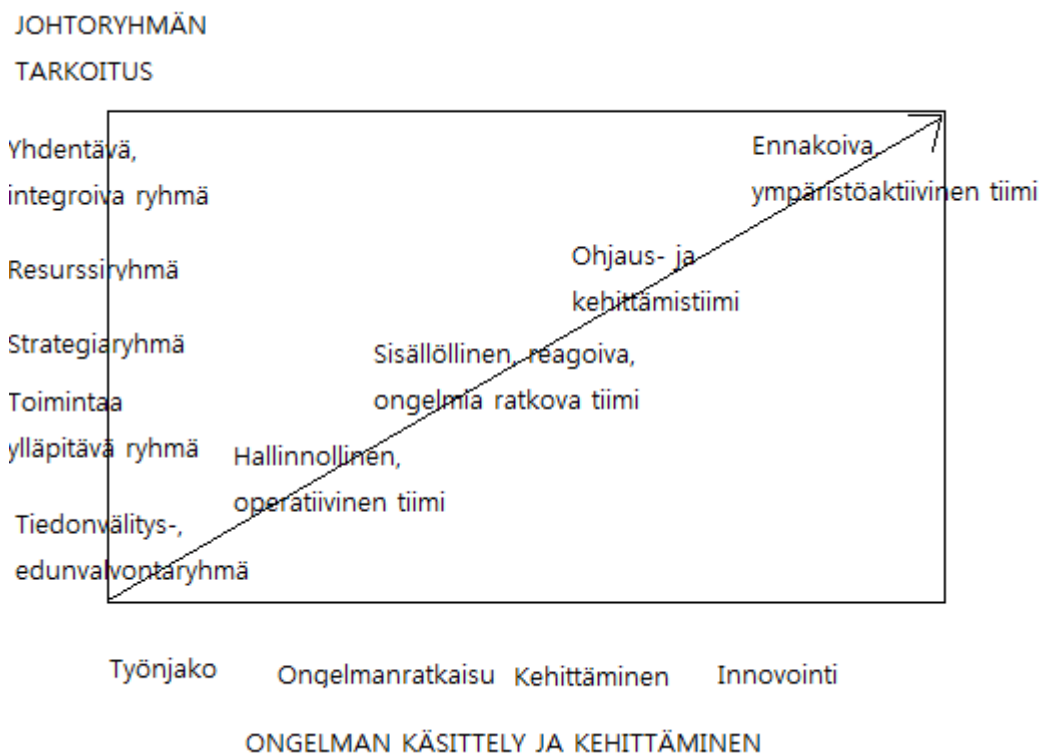 JOHTORYHMÄN
TARKOITUS
Yhdentävä,
integroiva ryhmä
Resurssiryhmä
Strategiaryhmä
Toimintaa
ylläpitävä ryhmä
Tiedonvälitys-,
edunvalvontaryhmä
Hallinnollinen,
operatiivinen tiimi
Sisällöllinen, reagoiva,
ongelmia ratkova tiimi
Ohjaus- ja
kehittämistiimi
Ennakoiva,
ympäristöaktiivinen tiimi
Työnjako
Ongelmanratkaisu
Kehittäminen
Innovointi
ONGELMAN KÄSITTELY JA KEHITTÄMINEN